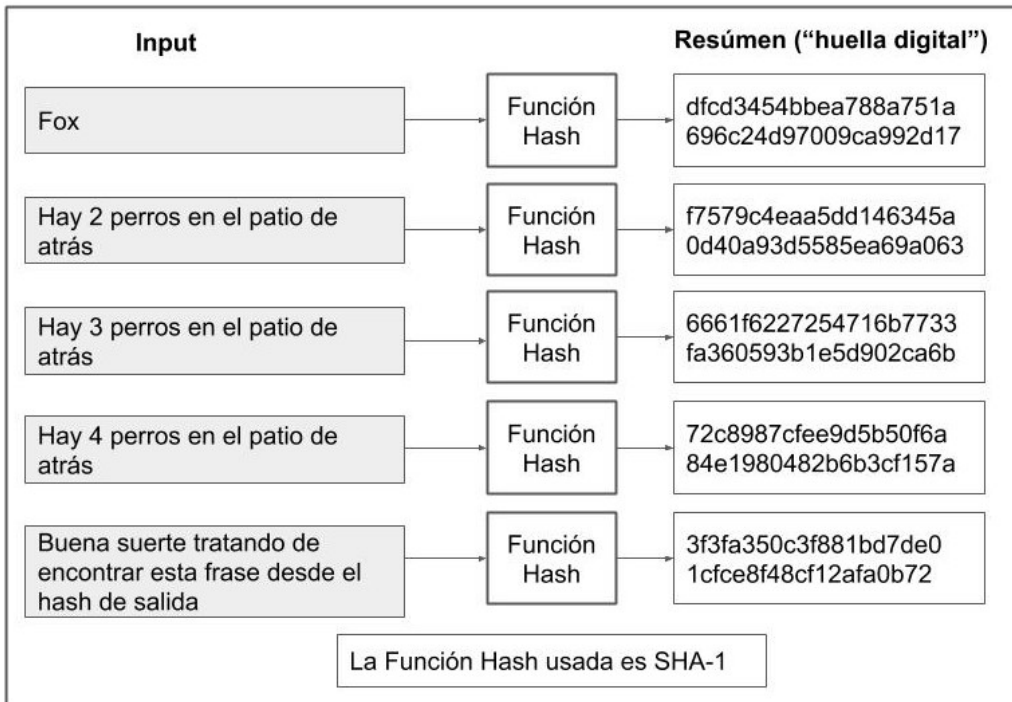 Input
Resúmen (“huella digital”)
Fox
Función
Hash
dfcd3454bbea788a751a
696c24d97009ca992d17
Hay 2 perros en el patio de
atrás
Función
Hash
f7579c4eaa5dd146345a
0d40a93d5585ea69a063
Hay 3 perros en el patio de
atrás
Función
Hash
6661f6227254716b7733
fa360593b1e5d902ca6b
Hay 4 perros en el patio de
atrás
Función
Hash
72c8987cfee9d5b50f6a
84e1980482b6b3cf157a
Buena suerte tratando de
encontrar esta frase desde el
hash de salida
Función
Hash
3f3fa350c3f881bd7de0
1cfce8f48cf12afa0b72
La Función Hash usada es SHA-1